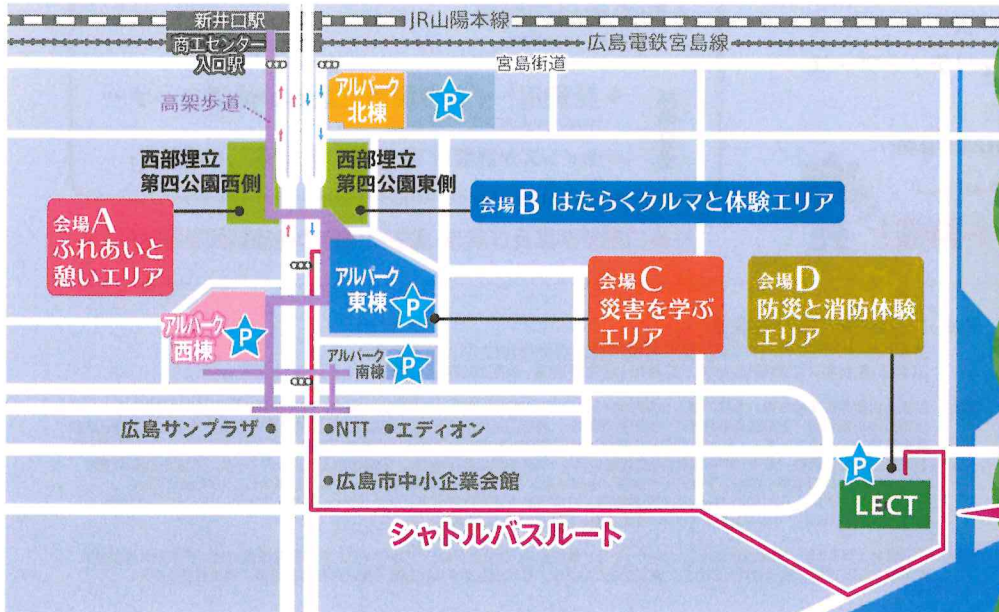 新井口駅
JR山陽本線
商工センター
入口駅
広島電鉄宮島線
宮島街道
高架歩道
アルパーク
北棟
P
西部埋立
第四公園西側
西部埋立
第四公園東側
会場A
ふれあいと
憩いエリア
会場B はたらくクルマと体験エリア
アルパーク
東棟
P
会場C
災害を学ぶ
エリア
会場D
防災と消防体験
エリア
アルパーク
西棟
P
アルパーク
南棟
P
広島サンプラザ
NTT
エディオン
広島市中小企業会館
P
LECT
シャトルバスルート